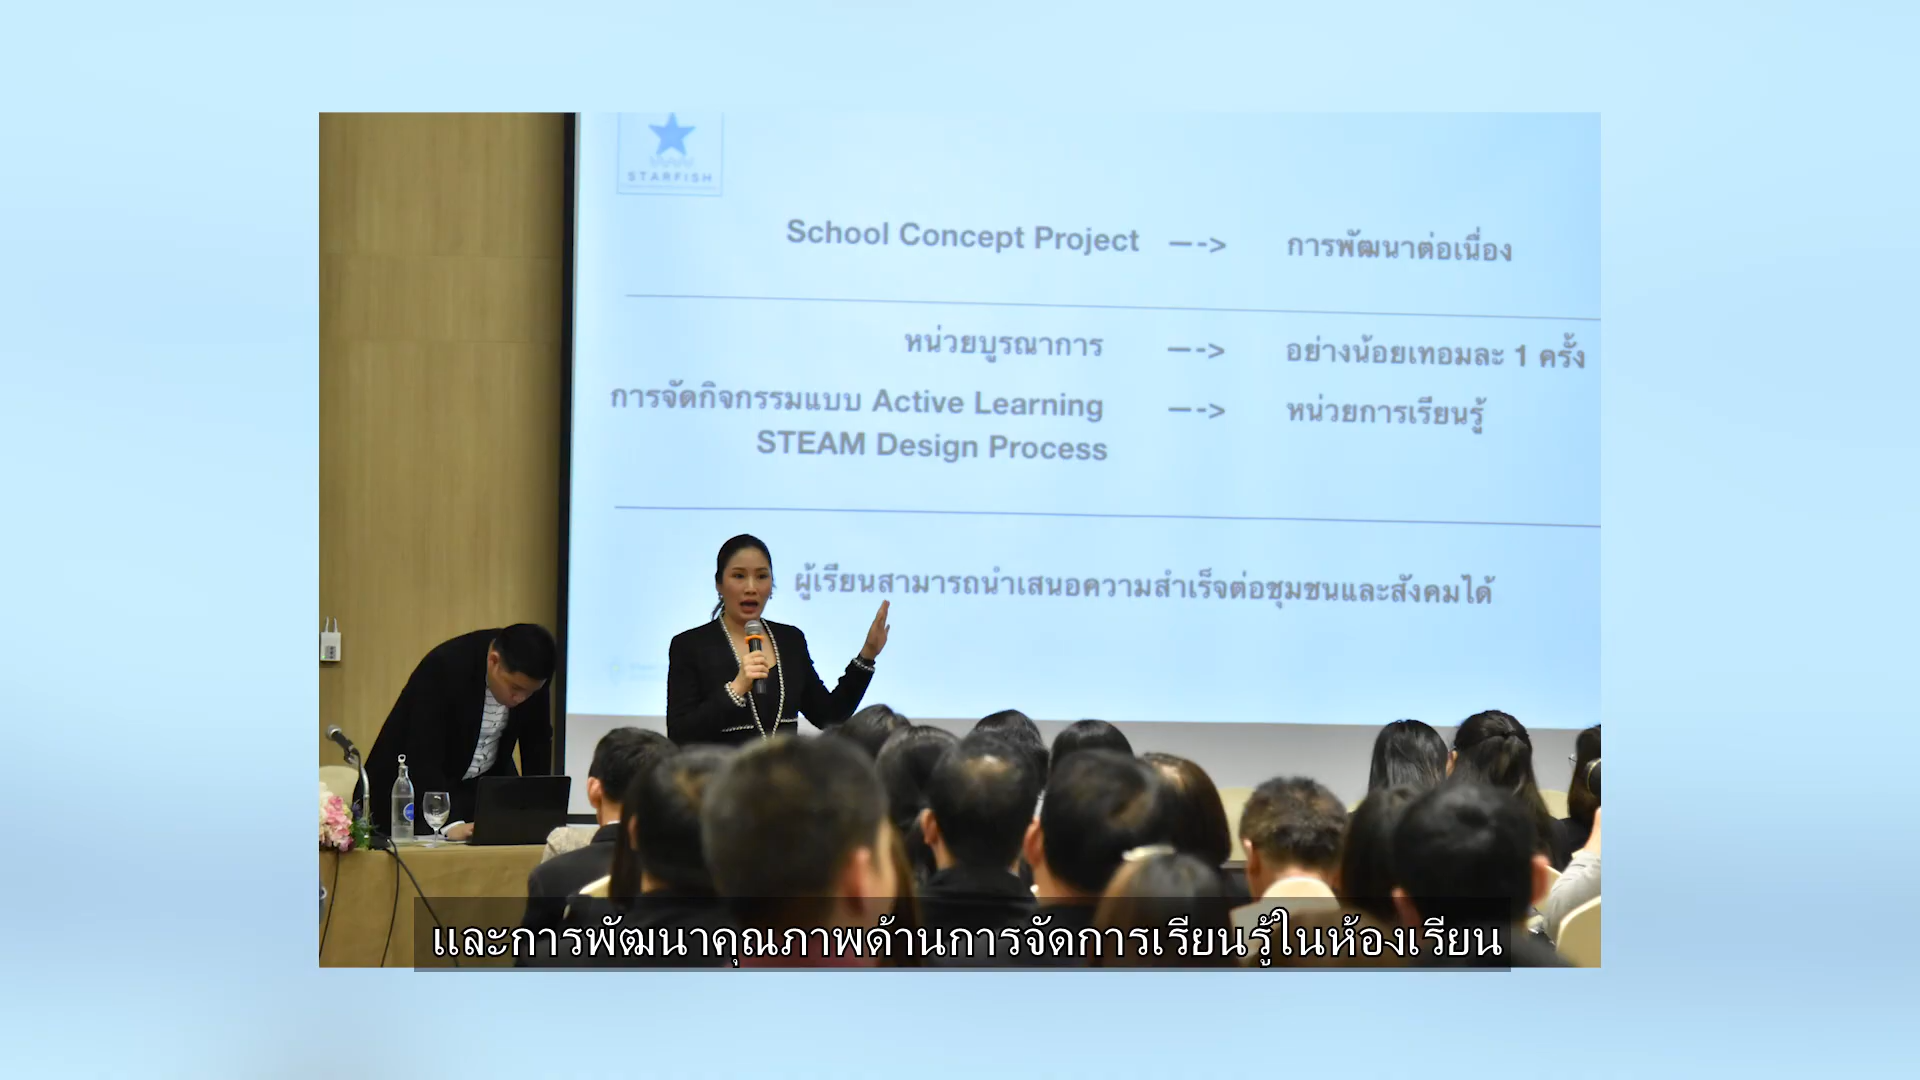 STARFISH
School Concept Project —-> การพัฒนาต่อเนื่อง
หน่วยบูรณาการ —-> อย่างน้อยเทอมละ 1 ครั้ง
การจัดกิจกรรมแบบ Active Learning —-> หน่วยการเรียนรู้
STEAM Design Process
ผู้เรียนสามารถนำเสนอความสำเร็จต่อชุมชนและสังคมได้
และการพัฒนาคุณภาพด้านการจัดการเรียนรู้ในห้องเรียน